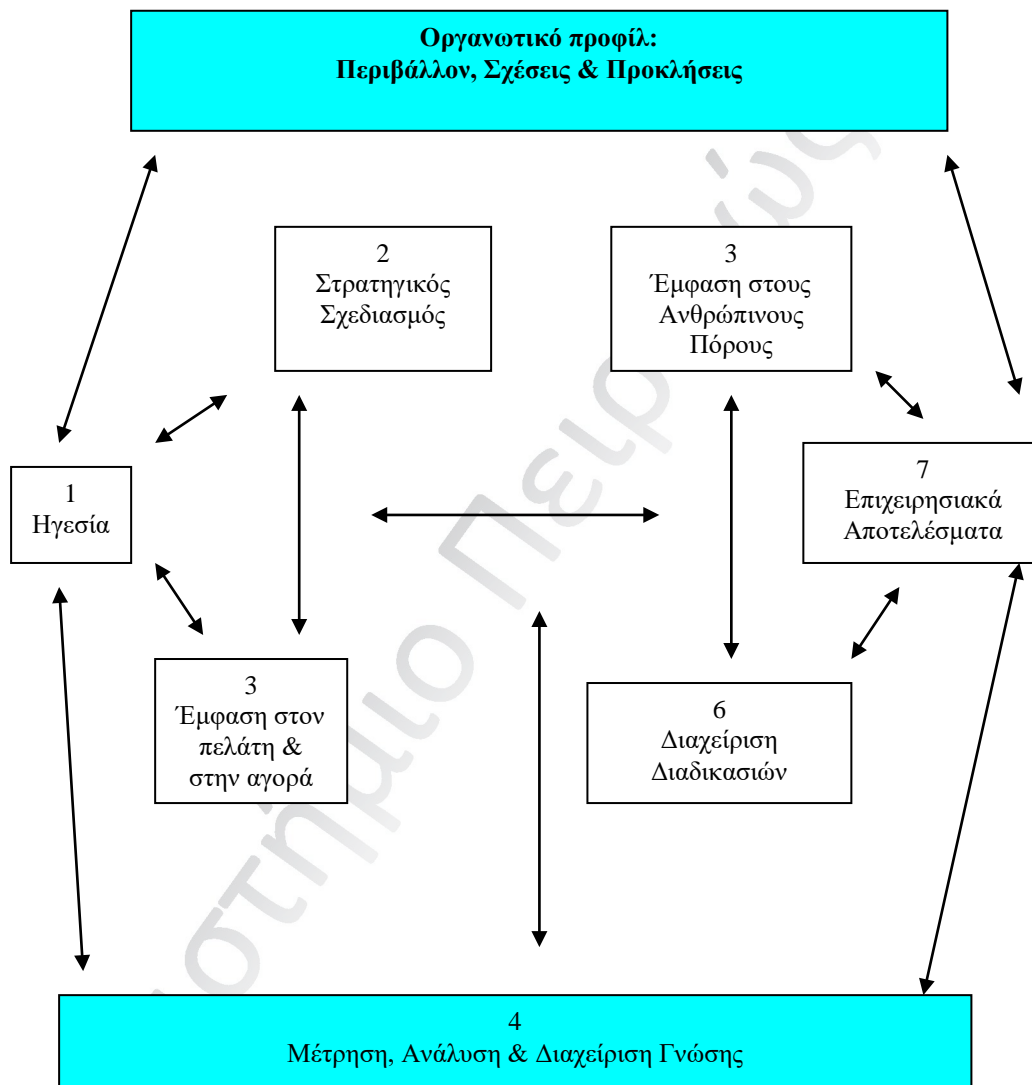 Οργανωτικό προφίλ:
Περιβάλλον, Σχέσεις & Προκλήσεις
2
Στρατηγικός
Σχεδιασμός
3
Έμφαση στους
Ανθρώπινους
Πόρους
1
Ηγεσία
7
Επιχειρησιακά
Αποτελέσματα
3
Έμφαση στον
πελάτη &
στην αγορά
6
Διαχείριση
Διαδικασιών
4
Μέτρηση, Ανάλυση & Διαχείριση Γνώσης